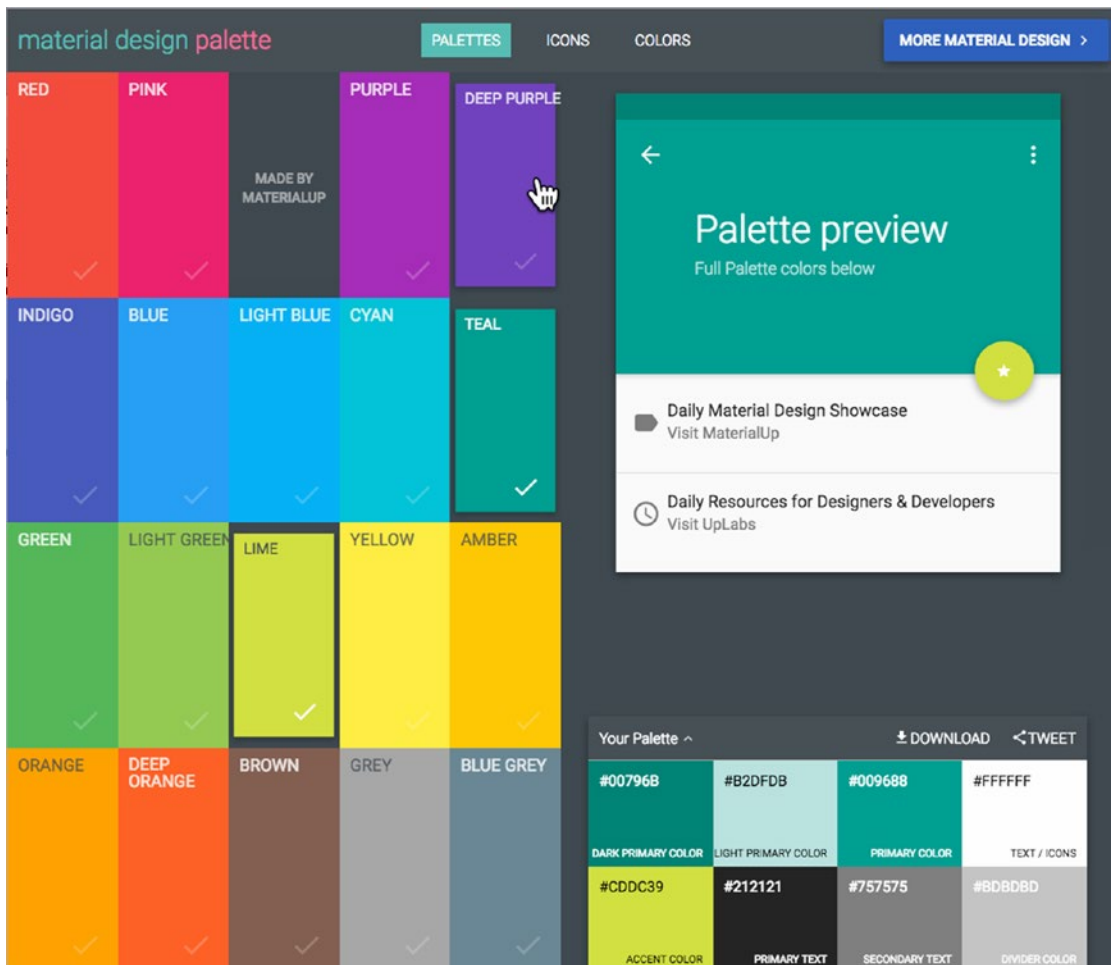 material design palette
PALETTES
ICONS
COLORS
MORE MATERIAL DESIGN >
RED
PINK
MADE BY
MATERIALUP
PURPLE
DEEP PURPLE
INDIGO
BLUE
LIGHT BLUE
CYAN
TEAL
GREEN
LIGHT GREEN
LIME
YELLOW
AMBER
ORANGE
DEEP
ORANGE
BROWN
GREY
BLUE GREY
Palette preview
Full Palette colors below
Daily Material Design Showcase
Visit MaterialUp
Daily Resources for Designers & Developers
Visit UpLabs
Your Palette
DOWNLOAD
TWEET
#00796B
DARK PRIMARY COLOR
#B2DFDB
LIGHT PRIMARY COLOR
#009688
PRIMARY COLOR
#FFFFFF
TEXT / ICONS
#CDDC39
ACCENT COLOR
#212121
PRIMARY TEXT
#757575
SECONDARY TEXT
#BDBDBD
DIVIDER COLOR